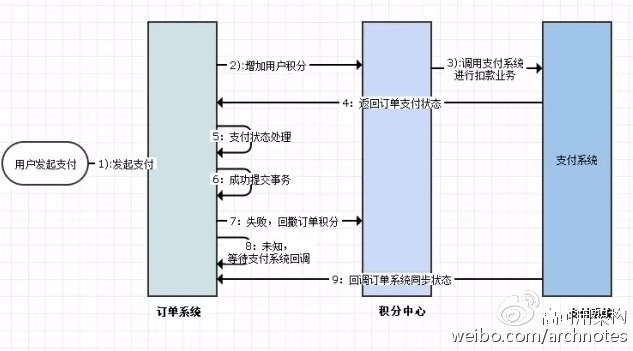 2):增加用户积分
3):调用支付系统
进行扣款业务
4：返回订单支付状态
5：支付状态处理
用户发起支付
1):发起支付
支付系统
6：成功提交事务
7：失败，回撤订单积分
8：未知，
等待支付系统回调
9：回调订单系统同步状态
订单系统
积分中心
高可用架构
weibo.com/archnotes